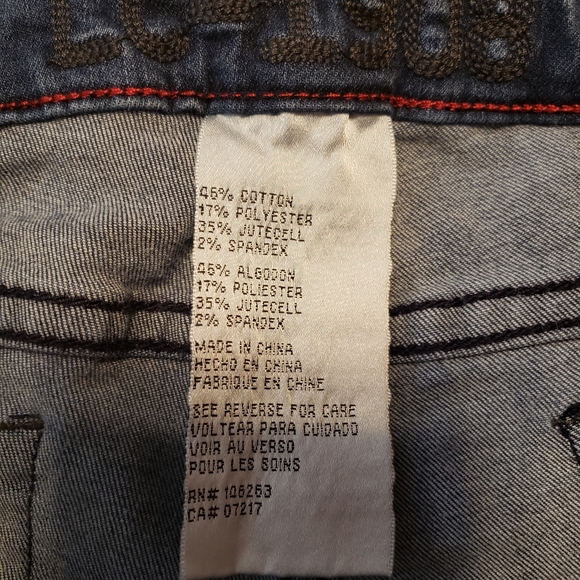 46% COTTON
17% POLYESTER
35% JUTECELL
2% SPANDEX
46% ALGODON
17% POLIESTER
35% JUTECELL
2% SPANDEX
MADE IN CHINA
HECHO EN CHINA
FABRIQUE EN CHINE
SEE REVERSE FOR CARE
VOLTEAR PARA CUIDADO
VOIR AU VERSO
POUR LES SOINS
RN# 106263
CA# 07217